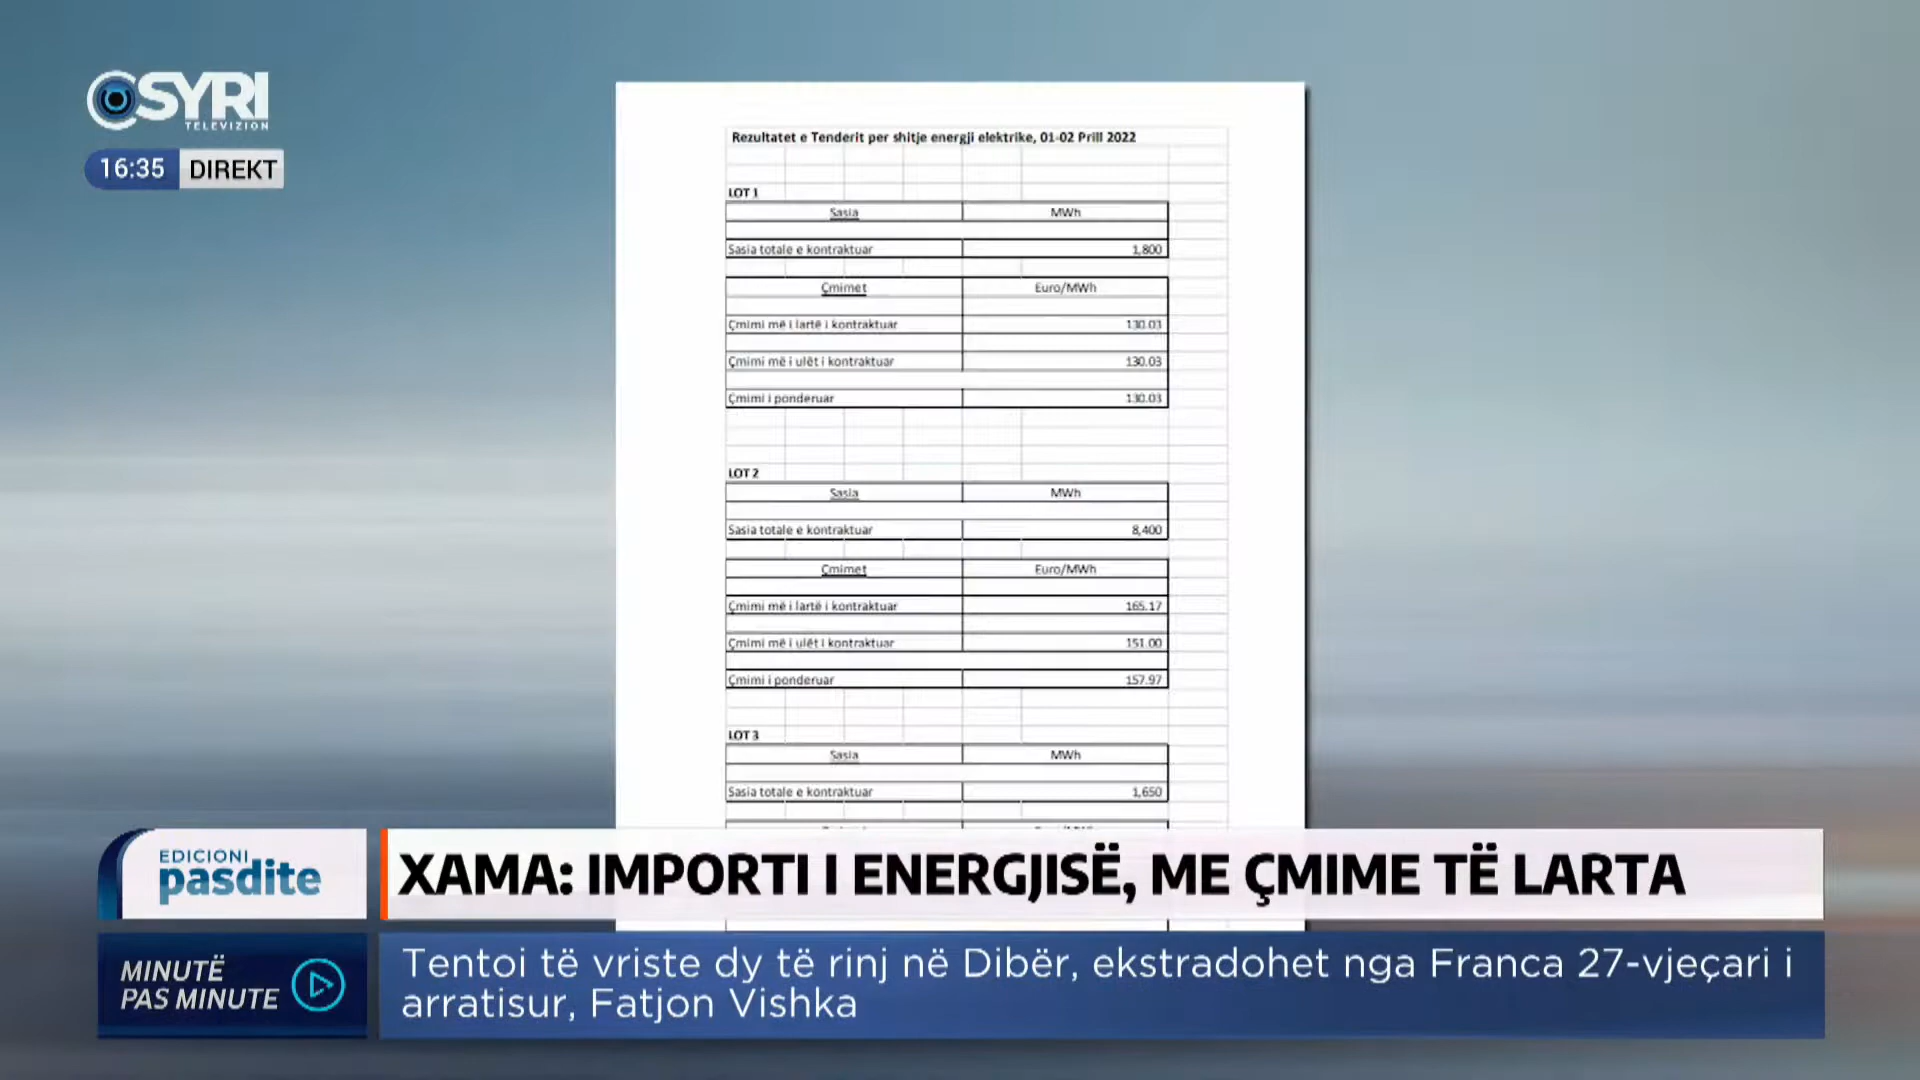 SYRI
TELEVIZION
16:35 DIREKT
Rezultatet e Tenderit per shitje energji elektrike, 01-02 Prill 2022
LOT 1
Sasia MWh
Sasia totale e kontraktuar 1,800
Çmimet Euro/MWh
Çmimi më i lartë i kontraktuar 130.03
Çmimi më i ulët i kontraktuar 130.03
Çmimi i ponderuar 130.03
LOT 2
Sasia MWh
Sasia totale e kontraktuar 8,400
Çmimet Euro/MWh
Çmimi më i lartë i kontraktuar 165.17
Çmimi më i ulët i kontraktuar 151.00
Çmimi i ponderuar 157.97
LOT 3
Sasia MWh
Sasia totale e kontraktuar 1,650
EDICIONI
pasdite
XAMA: IMPORTI I ENERGJISË, ME ÇMIME TË LARTA
MINUTË
PAS MINUTE
Tentoi të vriste dy të rinj në Dibër, ekstradohet nga Franca 27-vjeçari i
arratisur, Fatjon Vishka